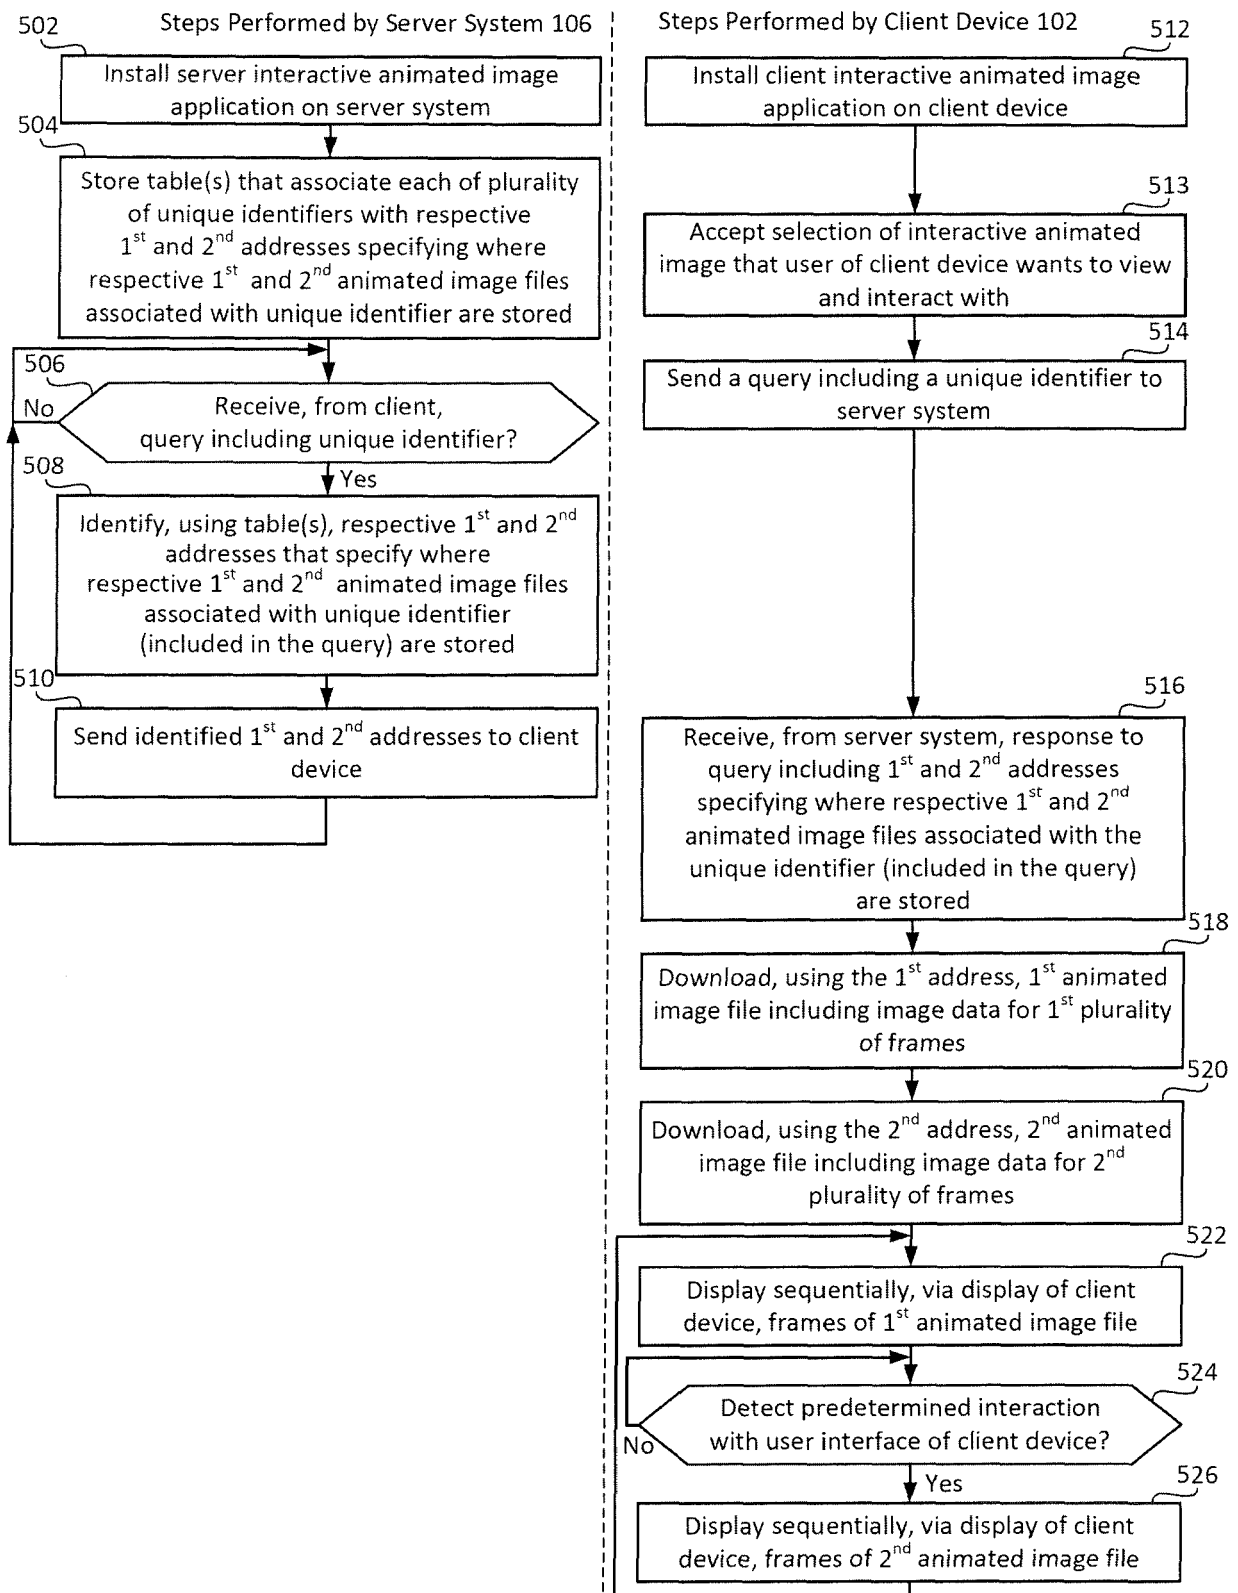 502
Steps Performed by Server System 106
Install server interactive animated image
application on server system
504
Store table(s) that associate each of plurality
of unique identifiers with respective
1st and 2nd addresses specifying where
respective 1st and 2nd animated image files
associated with unique identifier are stored
506
No
Receive, from client,
query including unique identifier?
508
Yes
Identify, using table(s), respective 1st and 2nd
addresses that specify where
respective 1st and 2nd animated image files
associated with unique identifier
(included in the query) are stored
510
Send identified 1st and 2nd addresses to client
device
Steps Performed by Client Device 102
512
Install client interactive animated image
application on client device
513
Accept selection of interactive animated
image that user of client device wants to view
and interact with
514
Send a query including a unique identifier to
server system
516
Receive, from server system, response to
query including 1st and 2nd addresses
specifying where respective 1st and 2nd
animated image files associated with the
unique identifier (included in the query)
are stored
518
Download, using the 1st address, 1st animated
image file including image data for 1st plurality
of frames
520
Download, using the 2nd address, 2nd animated
image file including image data for 2nd
plurality of frames
522
Display sequentially, via display of client
device, frames of 1st animated image file
524
Detect predetermined interaction
with user interface of client device?
No
Yes
526
Display sequentially, via display of client
device, frames of 2nd animated image file